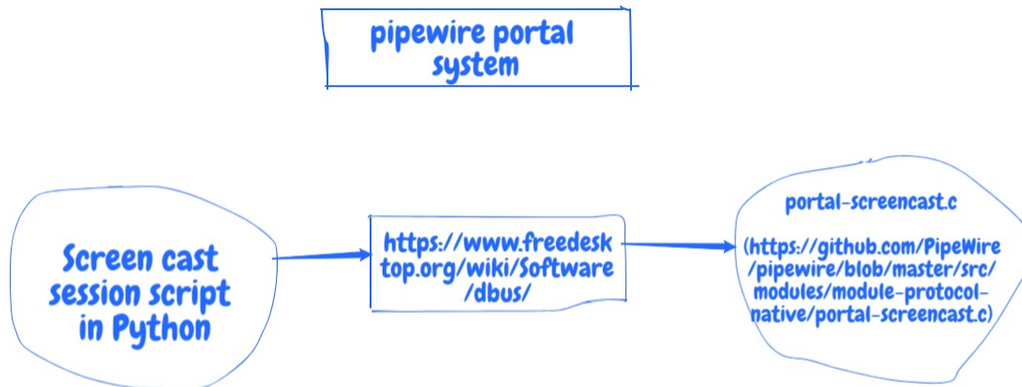 pipewire portal
system
Screen cast
session script
in Python
https://www.freedesk
top.org/wiki/Software
/dbus/
portal-screencast.c
(https://github.com/PipeWire
/pipewire/blob/master/src/
modules/module-protocol-
native/portal-screencast.c)